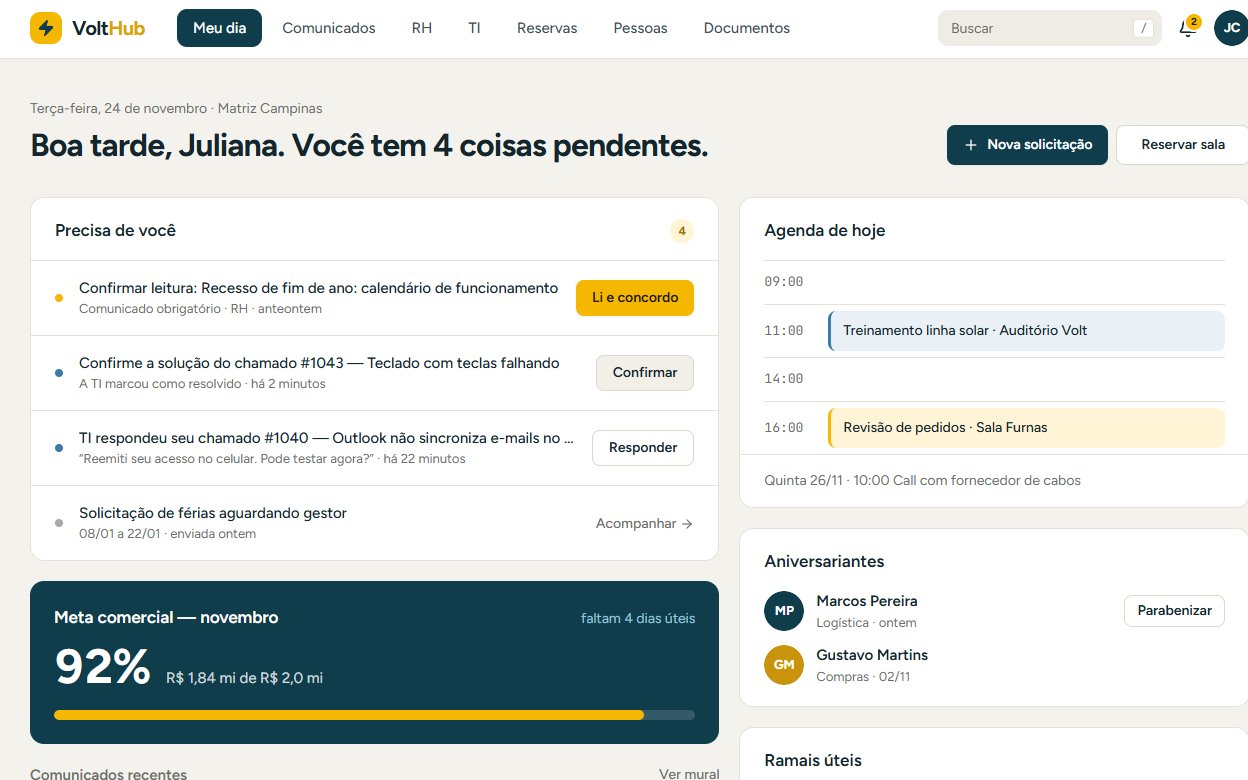 VoltHub
Meu dia
Comunicados
RH
TI
Reservas
Pessoas
Documentos
Buscar
/
2
JC
Terça-feira, 24 de novembro · Matriz Campinas
Boa tarde, Juliana. Você tem 4 coisas pendentes.
+ Nova solicitação
Reservar sala
Precisa de você
4
Confirmar leitura: Recesso de fim de ano: calendário de funcionamento
Comunicado obrigatório · RH · anteontem
Li e concordo
Confirme a solução do chamado #1043 — Teclado com teclas falhando
A TI marcou como resolvido · há 2 minutos
Confirmar
TI respondeu seu chamado #1040 — Outlook não sincroniza e-mails no ...
“Reemiti seu acesso no celular. Pode testar agora?” · há 22 minutos
Responder
Solicitação de férias aguardando gestor
08/01 a 22/01 · enviada ontem
Acompanhar →
Meta comercial — novembro
faltam 4 dias úteis
92%
R$ 1,84 mi de R$ 2,0 mi
Comunicados recentes
Ver mural
Agenda de hoje
09:00
11:00
Treinamento linha solar · Auditório Volt
14:00
16:00
Revisão de pedidos · Sala Furnas
Quinta 26/11 · 10:00 Call com fornecedor de cabos
Aniversariantes
MP
Marcos Pereira
Logística · ontem
Parabenizar
GM
Gustavo Martins
Compras · 02/11
Ramais úteis